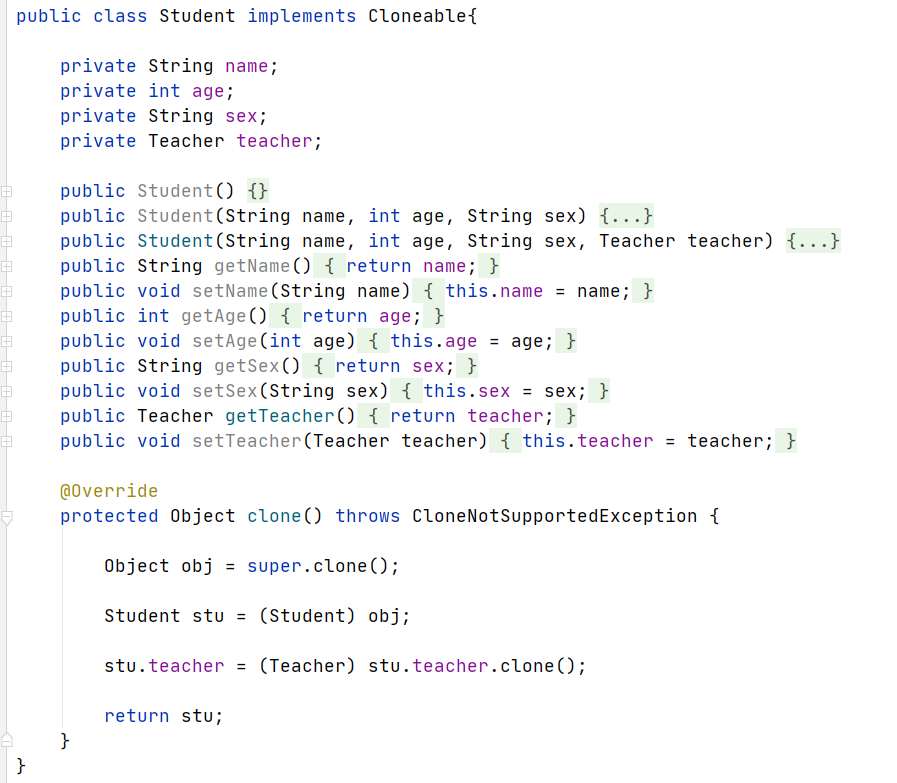 public class Student implements Cloneable{
private String name;
private int age;
private String sex;
private Teacher teacher;
public Student() {}
public Student(String name, int age, String sex) {...}
public Student(String name, int age, String sex, Teacher teacher) {...}
public String getName() { return name; }
public void setName(String name) { this.name = name; }
public int getAge() { return age; }
public void setAge(int age) { this.age = age; }
public String getSex() { return sex; }
public void setSex(String sex) { this.sex = sex; }
public Teacher getTeacher() { return teacher; }
public void setTeacher(Teacher teacher) { this.teacher = teacher; }
@Override
protected Object clone() throws CloneNotSupportedException {
Object obj = super.clone();
Student stu = (Student) obj;
stu.teacher = (Teacher) stu.teacher.clone();
return stu;
}
}